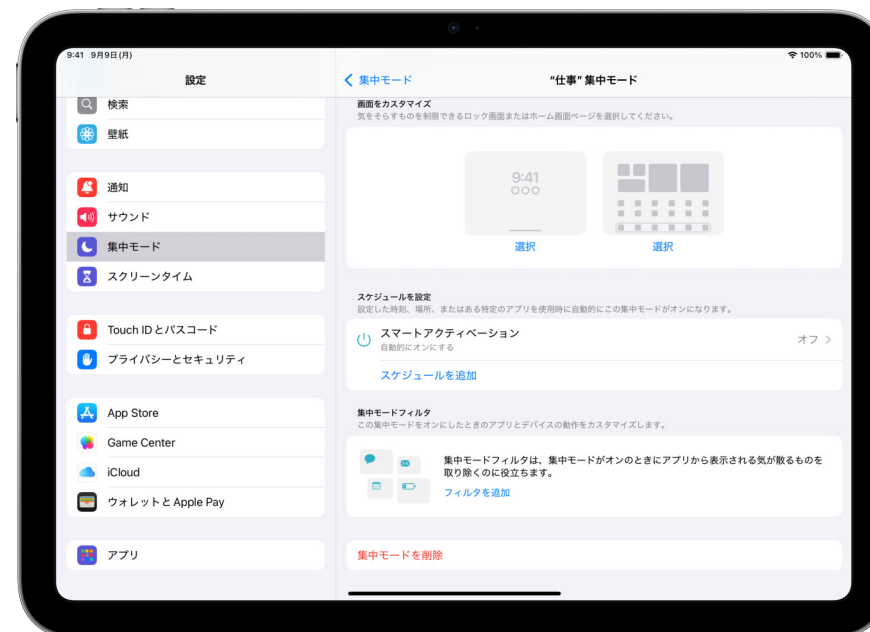 9:41 9月9日(月)
100%
設定
検索
壁紙
通知
サウンド
集中モード
スクリーンタイム
Touch IDとパスコード
プライバシーとセキュリティ
App Store
Game Center
iCloud
ウォレットとApple Pay
アプリ
集中モード
“仕事”集中モード
画面をカスタマイズ
気をそらすものを制限できるロック画面またはホーム画面ページを選択してください。
9:41
選択
選択
スケジュールを設定
設定した時刻、場所、またはある特定のアプリを使用時に自動的にこの集中モードがオンになります。
スマートアクティベーション
自動的にオンにする
オフ
スケジュールを追加
集中モードフィルタ
この集中モードをオンにしたときのアプリとデバイスの動作をカスタマイズします。
集中モードフィルタは、集中モードがオンのときにアプリから表示される気が散るものを
取り除くのに役立ちます。
フィルタを追加
集中モードを削除